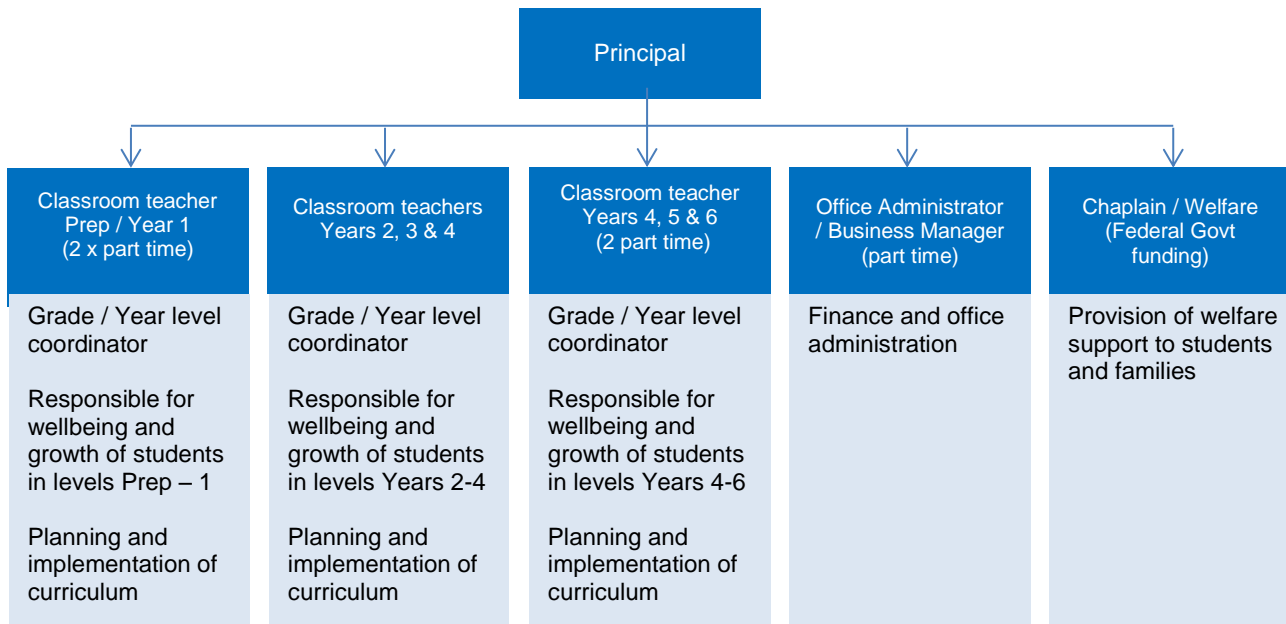 Principal
Classroom teacher
Prep / Year 1
(2 x part time)
Grade / Year level
coordinator
Responsible for
wellbeing and
growth of students
in levels Prep – 1
Planning and
implementation of
curriculum
Classroom teachers
Years 2, 3 & 4
Grade / Year level
coordinator
Responsible for
wellbeing and
growth of students
in levels Years 2-4
Planning and
implementation of
curriculum
Classroom teacher
Years 4, 5 & 6
(2 part time)
Grade / Year level
coordinator
Responsible for
wellbeing and
growth of students
in levels Years 4-6
Planning and
implementation of
curriculum
Office Administrator
/ Business Manager
(part time)
Finance and office
administration
Chaplain / Welfare
(Federal Govt
funding)
Provision of welfare
support to students
and families